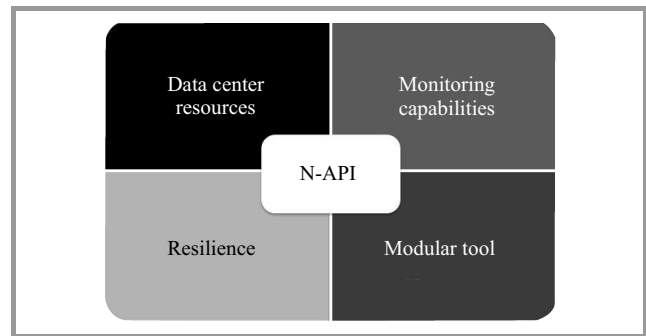 Data center
resources
Monitoring
capabilities
N-API
Resilience
Modular tool